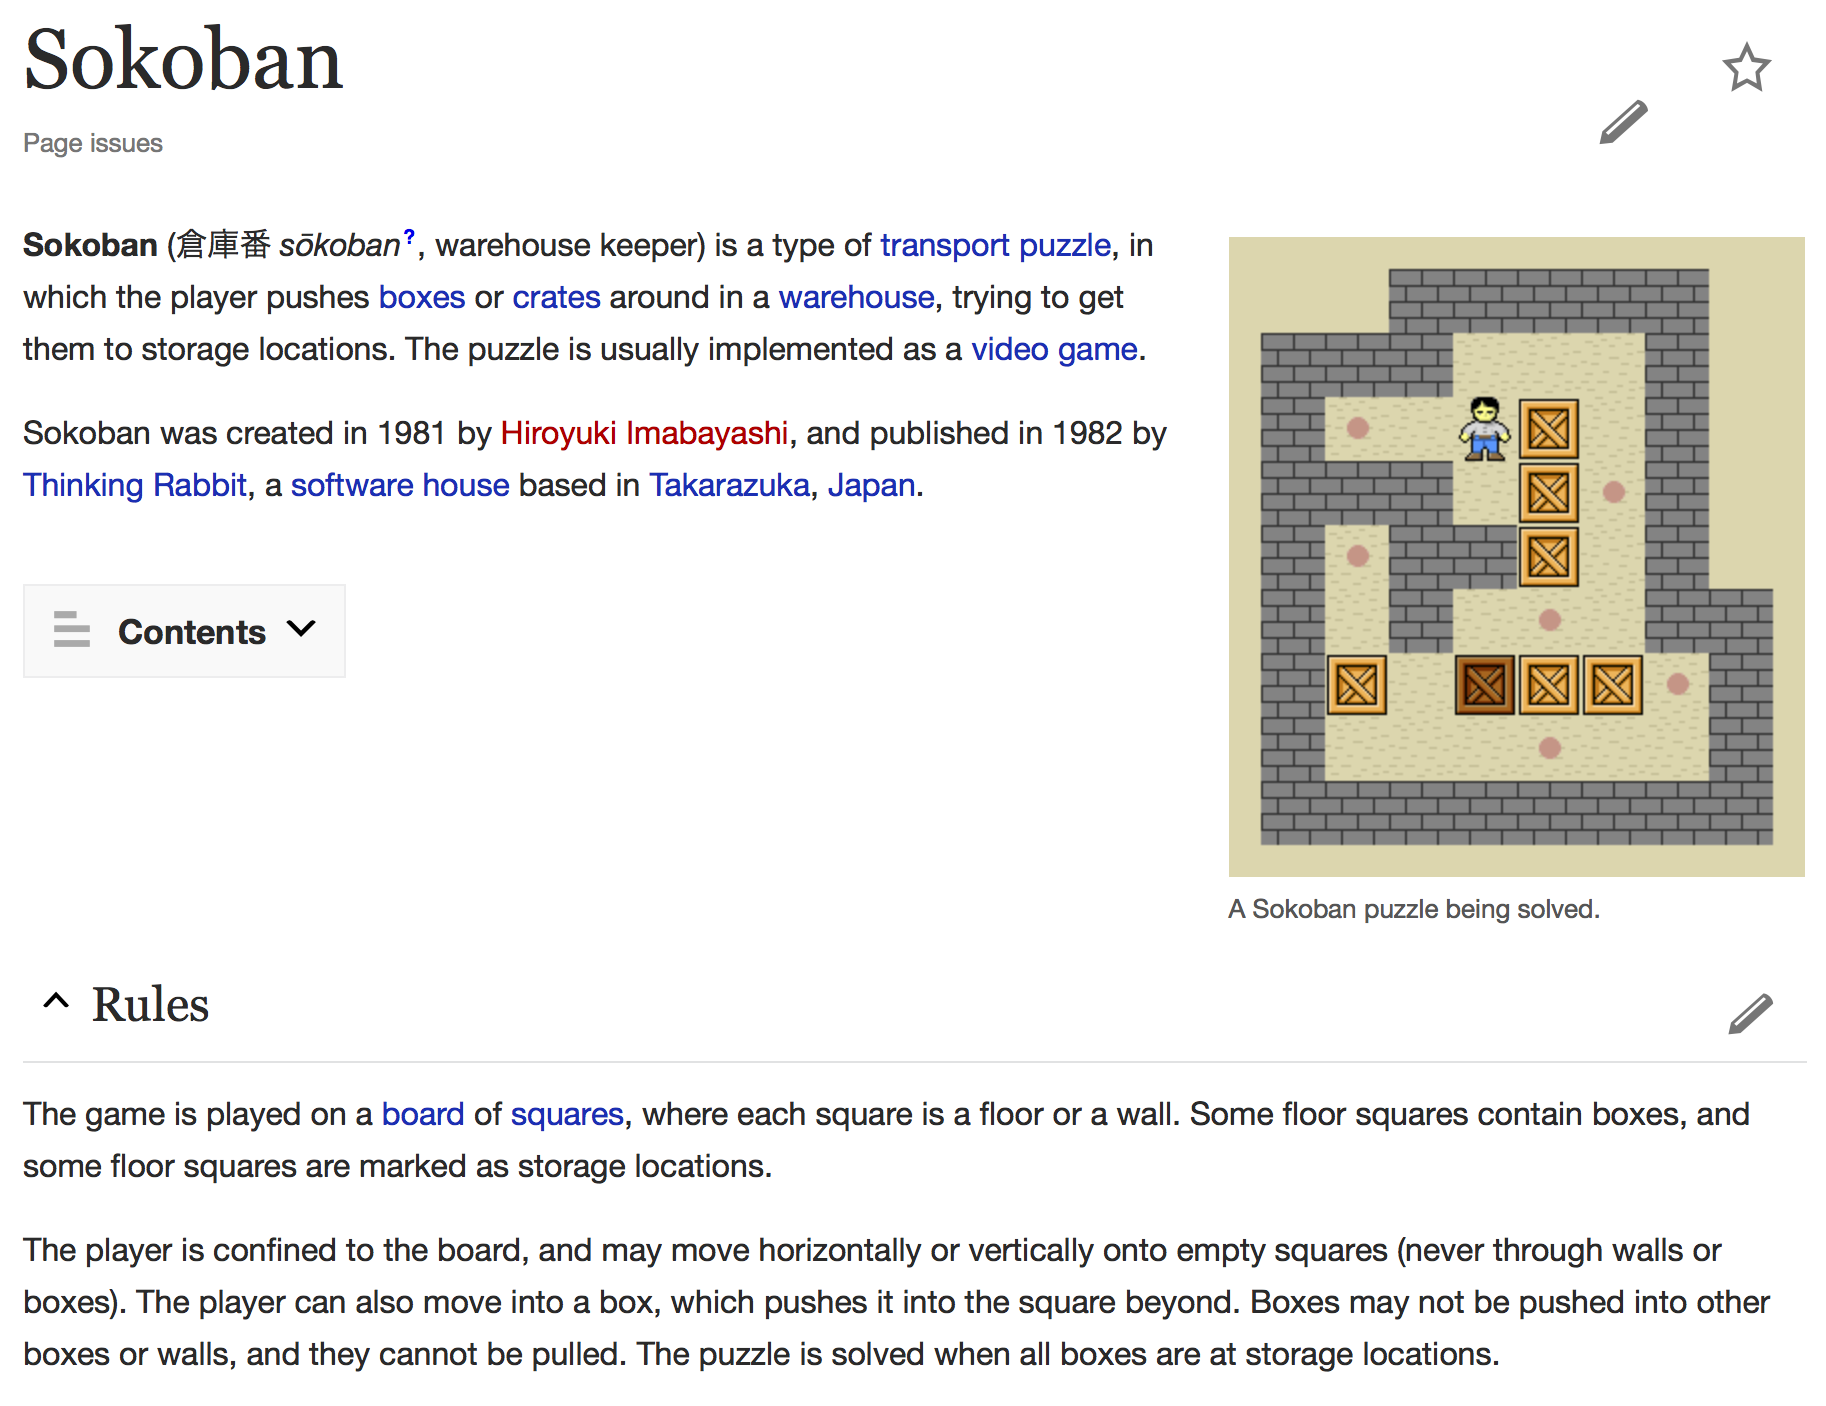 Sokoban
Page issues
Sokoban (倉庫番 sōkoban?, warehouse keeper) is a type of transport puzzle, in
which the player pushes boxes or crates around in a warehouse, trying to get
them to storage locations. The puzzle is usually implemented as a video game.
Sokoban was created in 1981 by Hiroyuki Imabayashi, and published in 1982 by
Thinking Rabbit, a software house based in Takarazuka, Japan.
Contents
A Sokoban puzzle being solved.
Rules
The game is played on a board of squares, where each square is a floor or a wall. Some floor squares contain boxes, and
some floor squares are marked as storage locations.
The player is confined to the board, and may move horizontally or vertically onto empty squares (never through walls or
boxes). The player can also move into a box, which pushes it into the square beyond. Boxes may not be pushed into other
boxes or walls, and they cannot be pulled. The puzzle is solved when all boxes are at storage locations.